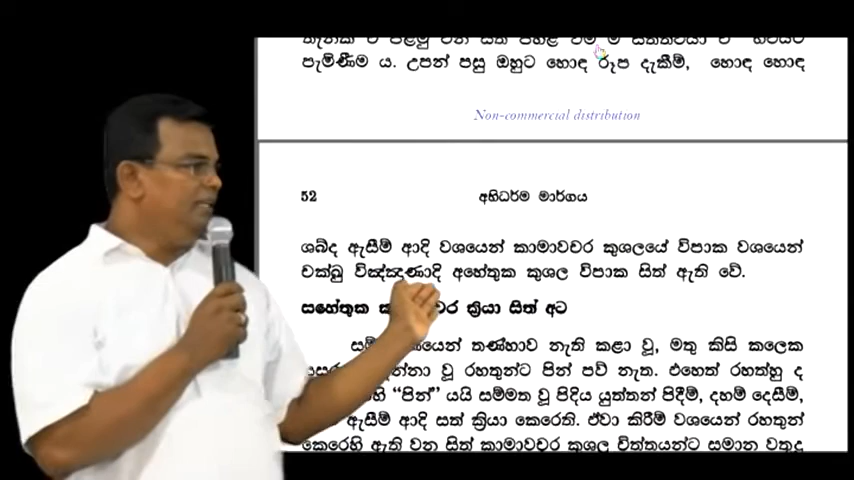 පැමිණීම ය. උපන් පසු ඔහුට හොඳ රූප දැකීම්, හොඳ හොඳ
Non-commercial distribution
52 අභිධර්ම මාර්ගය
ශබ්ද ඇසීම් ආදි වශයෙන් කාමාවචර කුශලයේ විපාක වශයෙන්
චක්ඛු විඤ්ඤාණාදි අහේතුක කුශල විපාක සිත් ඇති වේ.
සහේතුක ක්‍රියා සිත් අට
තණ්හාව නැති කළා වූ, මතු කිසි කලෙක
වූ රහතුන්ට පින් පව් නැත. එහෙත් රහත්හු ද
“පින්” යයි සම්මත වූ පිදිය යුත්තන් පිදීම්, දහම් දෙසීම්,
ඇසීම් ආදි සත් ක්‍රියා කෙරෙති. ඒවා කිරීම් වශයෙන් රහතුන්
කෙරෙහි ඇති වන සිත් කාමාවචර කුශල චිත්තයන්ට සමාන වතුදු